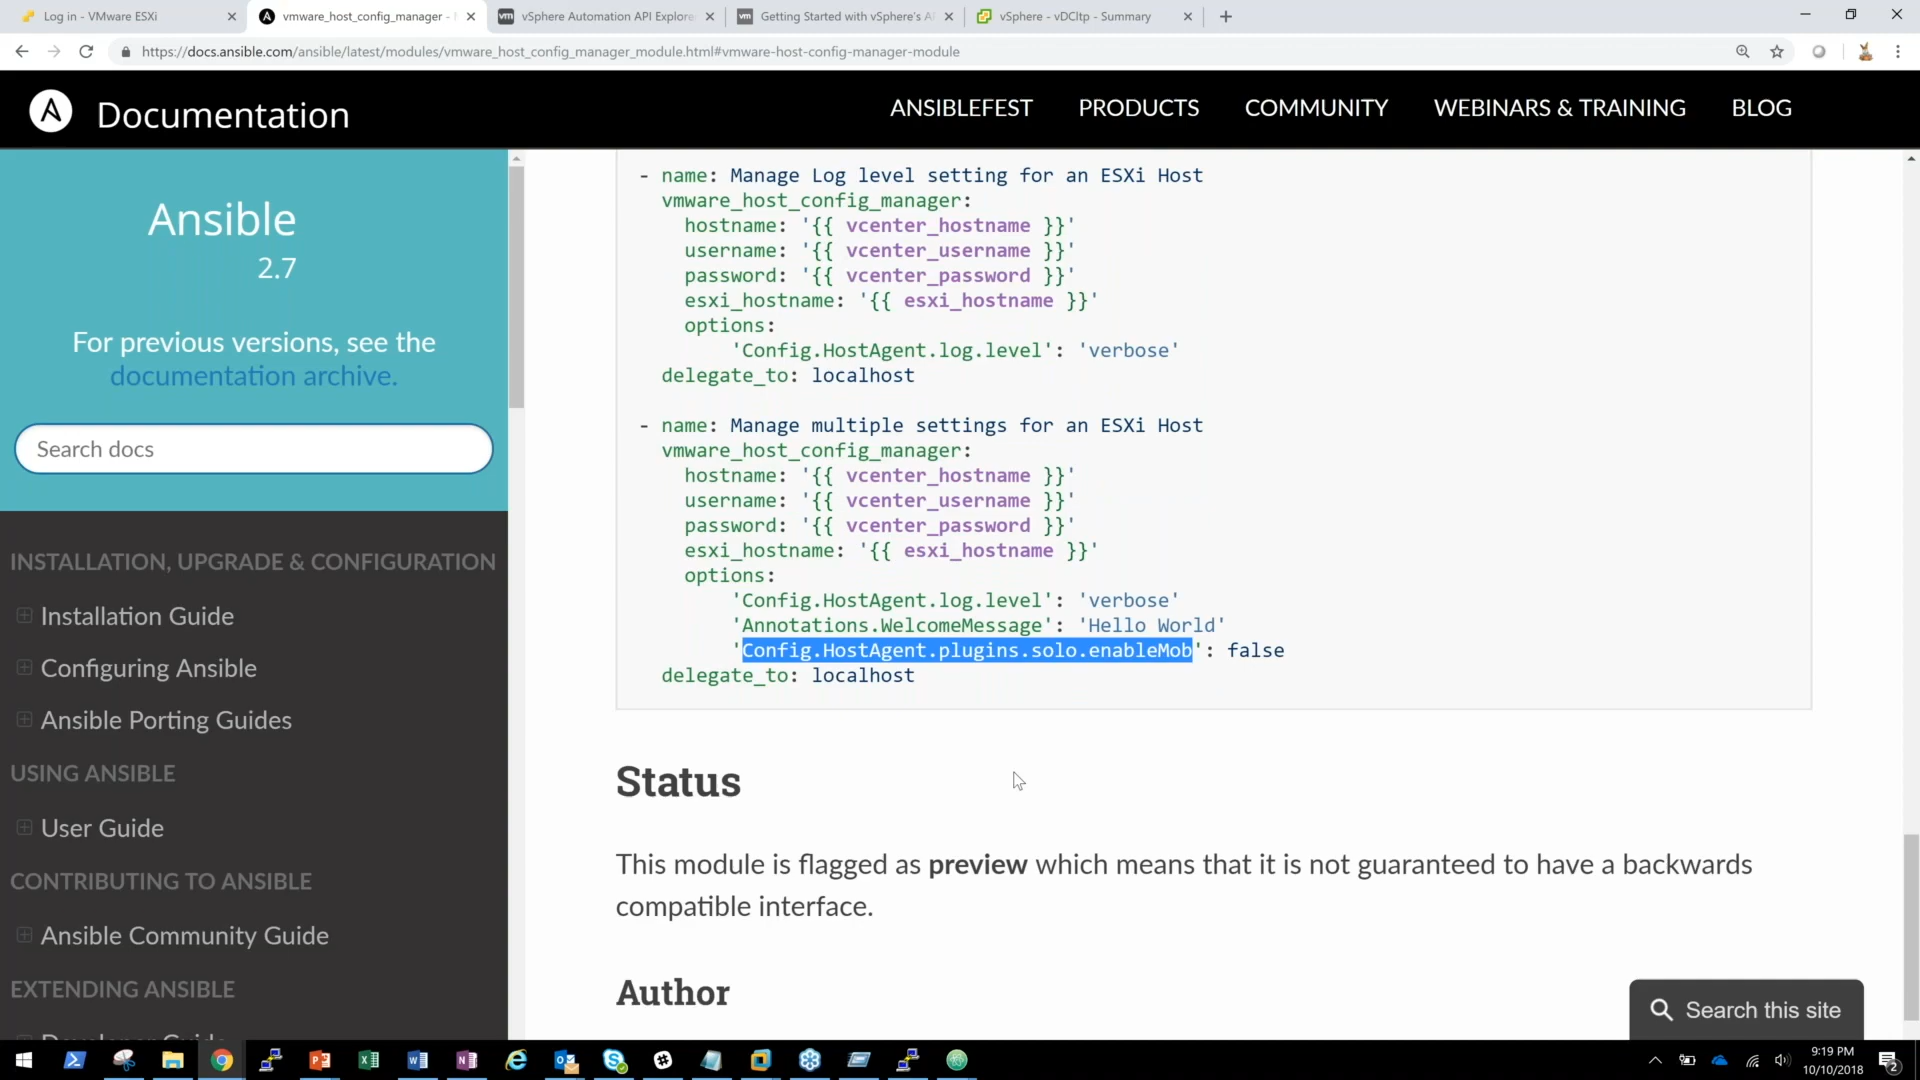 Log in - VMware ESXi
vmware_host_config_manager -
vSphere Automation API Explore
Getting Started with vSphere's A
vSphere - vDCltp - Summary
https://docs.ansible.com/ansible/latest/modules/vmware_host_config_manager_module.html#vmware-host-config-manager-module
Documentation
ANSIBLEFEST
PRODUCTS
COMMUNITY
WEBINARS & TRAINING
BLOG
Ansible
2.7
For previous versions, see the
documentation archive.
Search docs
INSTALLATION, UPGRADE & CONFIGURATION
Installation Guide
Configuring Ansible
Ansible Porting Guides
USING ANSIBLE
User Guide
CONTRIBUTING TO ANSIBLE
Ansible Community Guide
EXTENDING ANSIBLE
Developer Guide
- name: Manage Log level setting for an ESXi Host
vmware_host_config_manager:
hostname: '{{ vcenter_hostname }}'
username: '{{ vcenter_username }}'
password: '{{ vcenter_password }}'
esxi_hostname: '{{ esxi_hostname }}'
options:
'Config.HostAgent.log.level': 'verbose'
delegate_to: localhost
- name: Manage multiple settings for an ESXi Host
vmware_host_config_manager:
hostname: '{{ vcenter_hostname }}'
username: '{{ vcenter_username }}'
password: '{{ vcenter_password }}'
esxi_hostname: '{{ esxi_hostname }}'
options:
'Config.HostAgent.log.level': 'verbose'
'Annotations.WelcomeMessage': 'Hello World'
'Config.HostAgent.plugins.solo.enableMob': false
delegate_to: localhost
Status
This module is flagged as preview which means that it is not guaranteed to have a backwards
compatible interface.
Author
Search this site
9:19 PM
10/10/2018
2